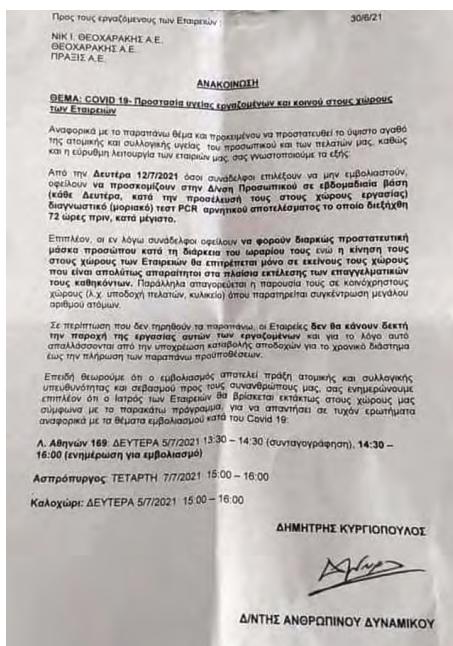 Προς τους εργαζόμενους των Εταιρειών :
30/6/21
ΝΙΚ Ι. ΘΕΟΧΑΡΑΚΗΣ Α.Ε.
ΘΕΟΧΑΡΑΚΗΣ Α.Ε.
ΠΡΑΞΙΣ Α.Ε.
ΑΝΑΚΟΙΝΩΣΗ
ΘΕΜΑ: COVID 19- Προστασία υγείας εργαζομένων και κοινού στους χώρους
των Εταιρειών
Αναφορικά με το παραπάνω θέμα και προκειμένου να προστατευθεί το ύψιστο αγαθό
της ατομικής και συλλογικής υγείας του προσωπικού και των πελατών μας, καθώς
και η εύρυθμη λειτουργία των εταιριών μας, σας γνωστοποιούμε τα εξής:
Από την Δευτέρα 12/7/2021 όσοι συνάδελφοι επιλέξουν να μην εμβολιαστούν,
οφείλουν να προσκομίζουν στην Δ/νση Προσωπικού σε εβδομαδιαία βάση
(κάθε Δευτέρα, κατά την προσέλευσή τους στους χώρους εργασίας)
διαγνωστικό (μοριακό) τεστ PCR αρνητικού αποτελέσματος το οποίο διεξήχθη
72 ώρες πριν, κατά μέγιστο.
Επιπλέον, οι εν λόγω συνάδελφοι οφείλουν να φορούν διαρκώς προστατευτική
μάσκα προσώπου κατά τη διάρκεια του ωραρίου τους ενώ η κίνηση τους
στους χώρους των Εταιρειών θα επιτρέπεται μόνο σε εκείνους τους χώρους
που είναι απολύτως απαραίτητοι στα πλαίσια εκτέλεσης των επαγγελματικών
τους καθηκόντων. Παράλληλα απαγορεύεται η παρουσία τους σε κοινόχρηστους
χώρους (λ.χ. υποδοχή πελατών, κυλικείο) όπου παρατηρείται συγκέντρωση μεγάλου
αριθμού ατόμων.
Σε περίπτωση που δεν τηρηθούν τα παραπάνω, οι Εταιρείες δεν θα κάνουν δεκτή
την παροχή της εργασίας αυτών των εργαζομένων και για το λόγο αυτό
απαλλάσσονται από την υποχρέωση καταβολής αποδοχών για το χρονικό διάστημα
έως την πλήρωση των παραπάνω προϋποθέσεων.
Επειδή θεωρούμε ότι ο εμβολιασμός αποτελεί πράξη ατομικής και συλλογικής
υπευθυνότητας και σεβασμού προς τους συνανθρώπους μας, σας ενημερώνουμε
επιπλέον ότι ο Ιατρός των Εταιρειών θα βρίσκεται εκτάκτως στους χώρους μας
σύμφωνα με το παρακάτω πρόγραμμα, για να απαντήσει σε τυχόν ερωτήματα
αναφορικά με τα θέματα εμβολιασμού κατά του Covid 19:
Λ. Αθηνών 169: ΔΕΥΤΕΡΑ 5/7/2021 13:30 – 14:30 (συνταγογράφηση), 14:30 –
16:00 (ενημέρωση για εμβολιασμό)
Ασπρόπυργος: ΤΕΤΑΡΤΗ 7/7/2021 15:00 – 16:00
Καλοχώρι: ΔΕΥΤΕΡΑ 5/7/2021 15:00 – 16:00
ΔΗΜΗΤΡΗΣ ΚΥΡΓΙΟΠΟΥΛΟΣ
Δ/ΝΤΗΣ ΑΝΘΡΩΠΙΝΟΥ ΔΥΝΑΜΙΚΟΥ